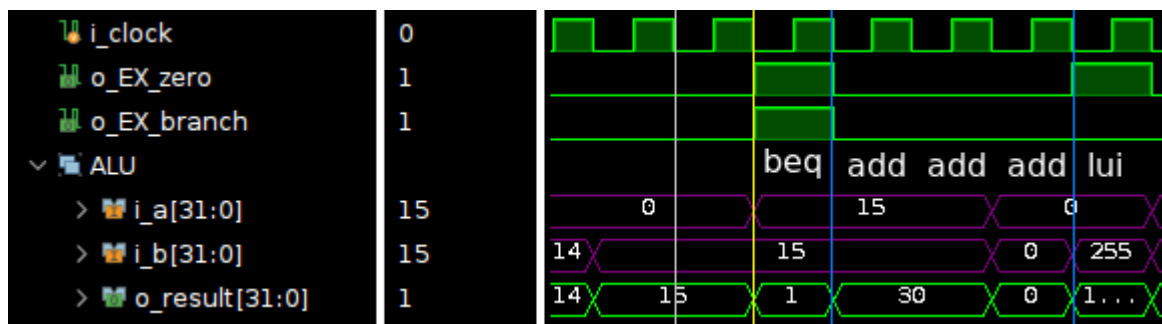 i_clock 0
o_EX_zero 1
o_EX_branch 1
ALU beq add add add lui
i_a[31:0] 15 0 15 0
i_b[31:0] 15 14 15 0 255
o_result[31:0] 1 14 15 1 30 0 1...